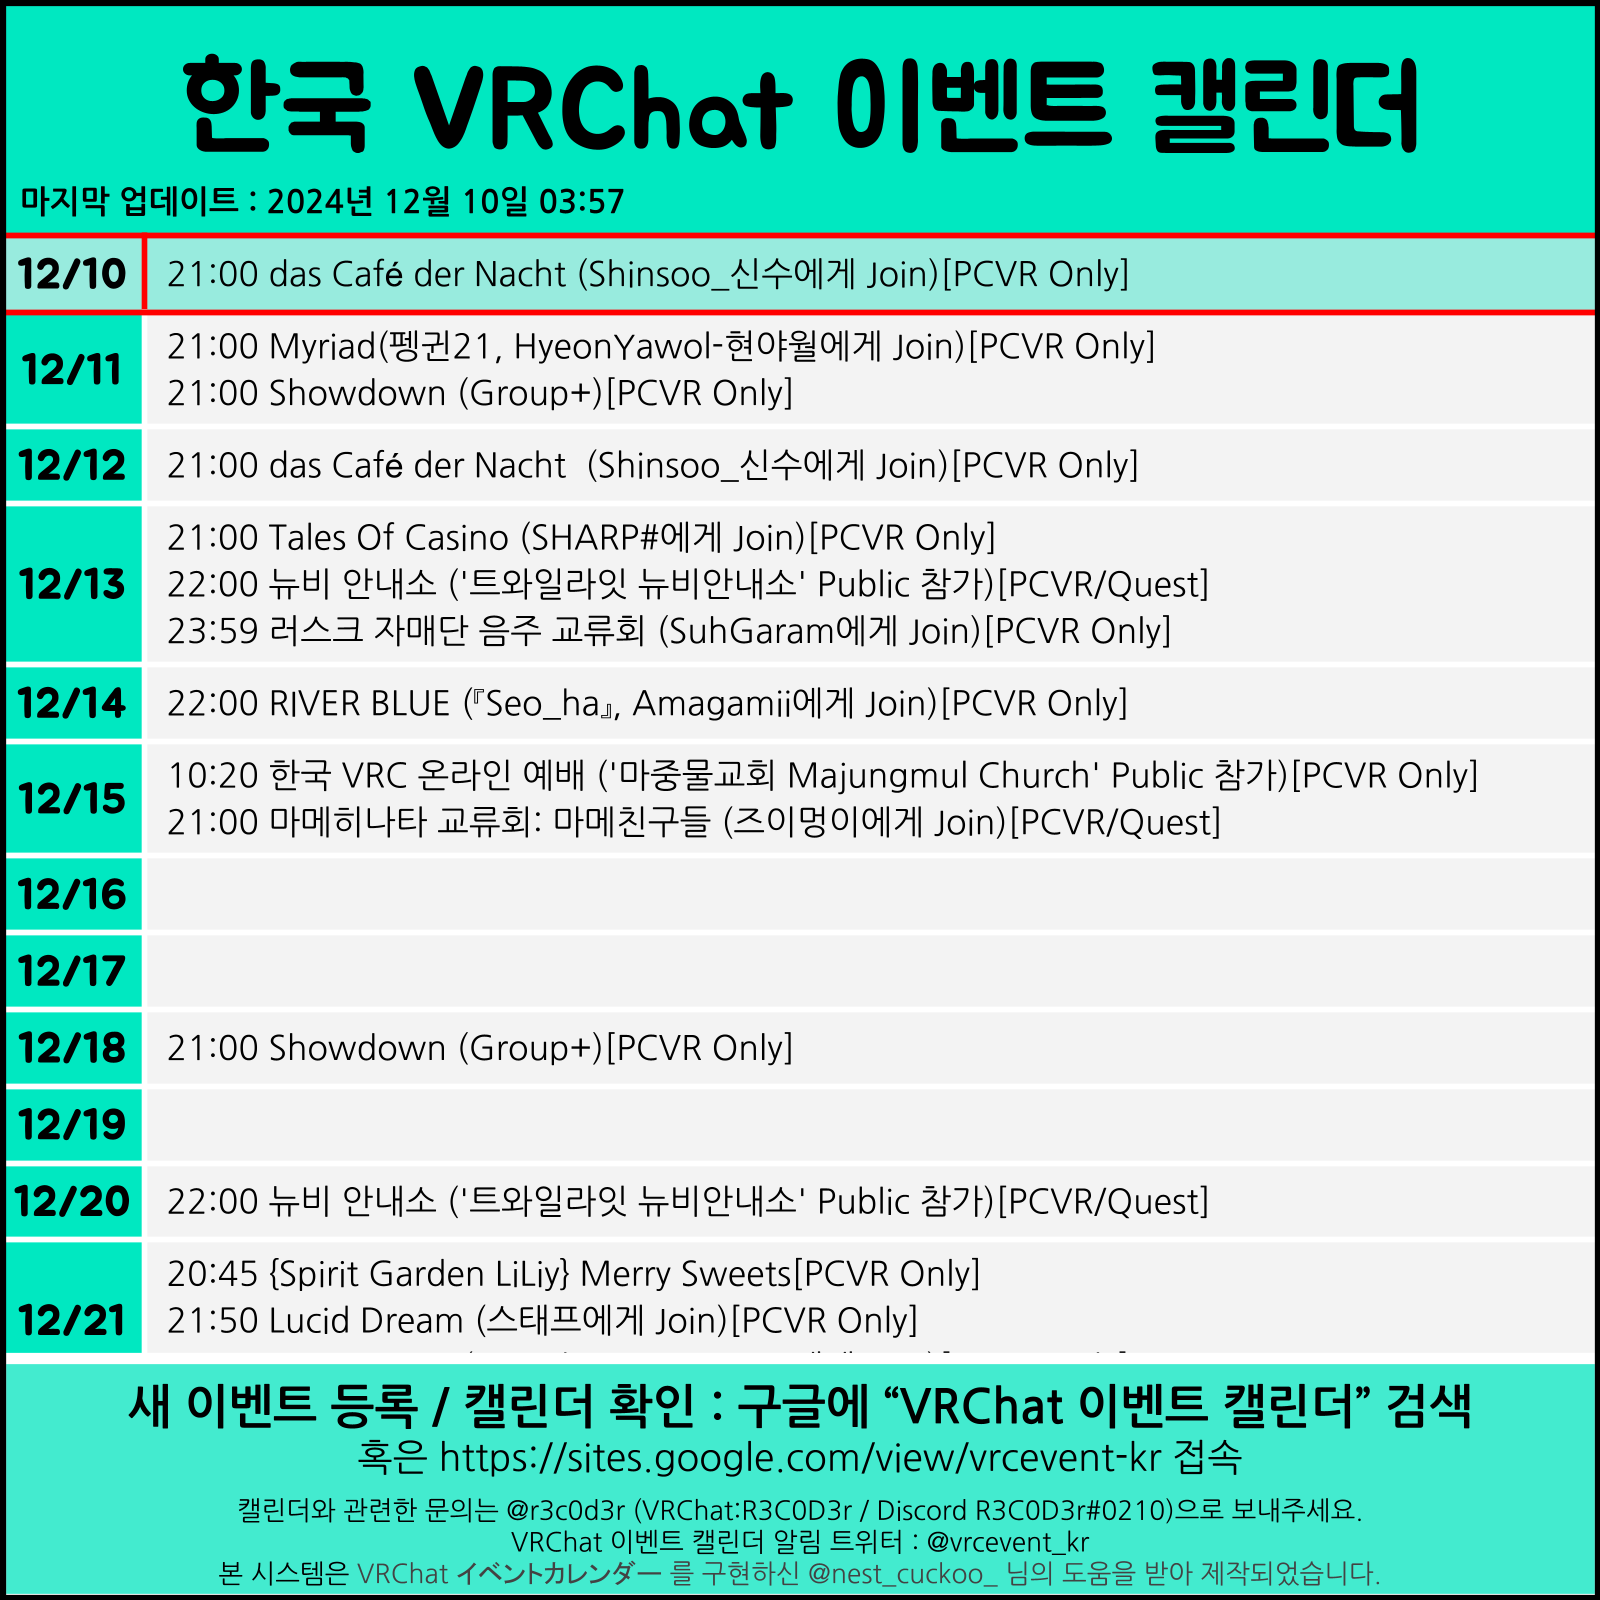 한국 VRChat 이벤트 캘린더
마지막 업데이트 : 2024년 12월 10일 03:57
12/10
21:00 das Café der Nacht (Shinsoo_신수에게 Join)[PCVR Only]
12/11
21:00 Myriad(펭귄21, HyeonYawol-현야월에게 Join)[PCVR Only]
21:00 Showdown (Group+)[PCVR Only]
12/12
21:00 das Café der Nacht  (Shinsoo_신수에게 Join)[PCVR Only]
12/13
21:00 Tales Of Casino (SHARP#에게 Join)[PCVR Only]
22:00 뉴비 안내소 ('트와일라잇 뉴비안내소' Public 참가)[PCVR/Quest]
23:59 러스크 자매단 음주 교류회 (SuhGaram에게 Join)[PCVR Only]
12/14
22:00 RIVER BLUE (『Seo_ha』, Amagamii에게 Join)[PCVR Only]
12/15
10:20 한국 VRC 온라인 예배 ('마중물교회 Majungmul Church' Public 참가)[PCVR Only]
21:00 마메히나타 교류회: 마메친구들 (즈이멍이에게 Join)[PCVR/Quest]
12/16
12/17
12/18
21:00 Showdown (Group+)[PCVR Only]
12/19
12/20
22:00 뉴비 안내소 ('트와일라잇 뉴비안내소' Public 참가)[PCVR/Quest]
12/21
20:45 {Spirit Garden LiLiy} Merry Sweets[PCVR Only]
21:50 Lucid Dream (스태프에게 Join)[PCVR Only]
새 이벤트 등록 / 캘린더 확인 : 구글에 “VRChat 이벤트 캘린더” 검색
혹은 https://sites.google.com/view/vrcevent-kr 접속
캘린더와 관련한 문의는 @r3c0d3r (VRChat:R3C0D3r / Discord R3C0D3r#0210)으로 보내주세요.
VRChat 이벤트 캘린더 알림 트위터 : @vrcevent_kr
본 시스템은 VRChat イベントカレンダー 를 구현하신 @nest_cuckoo_ 님의 도움을 받아 제작되었습니다.